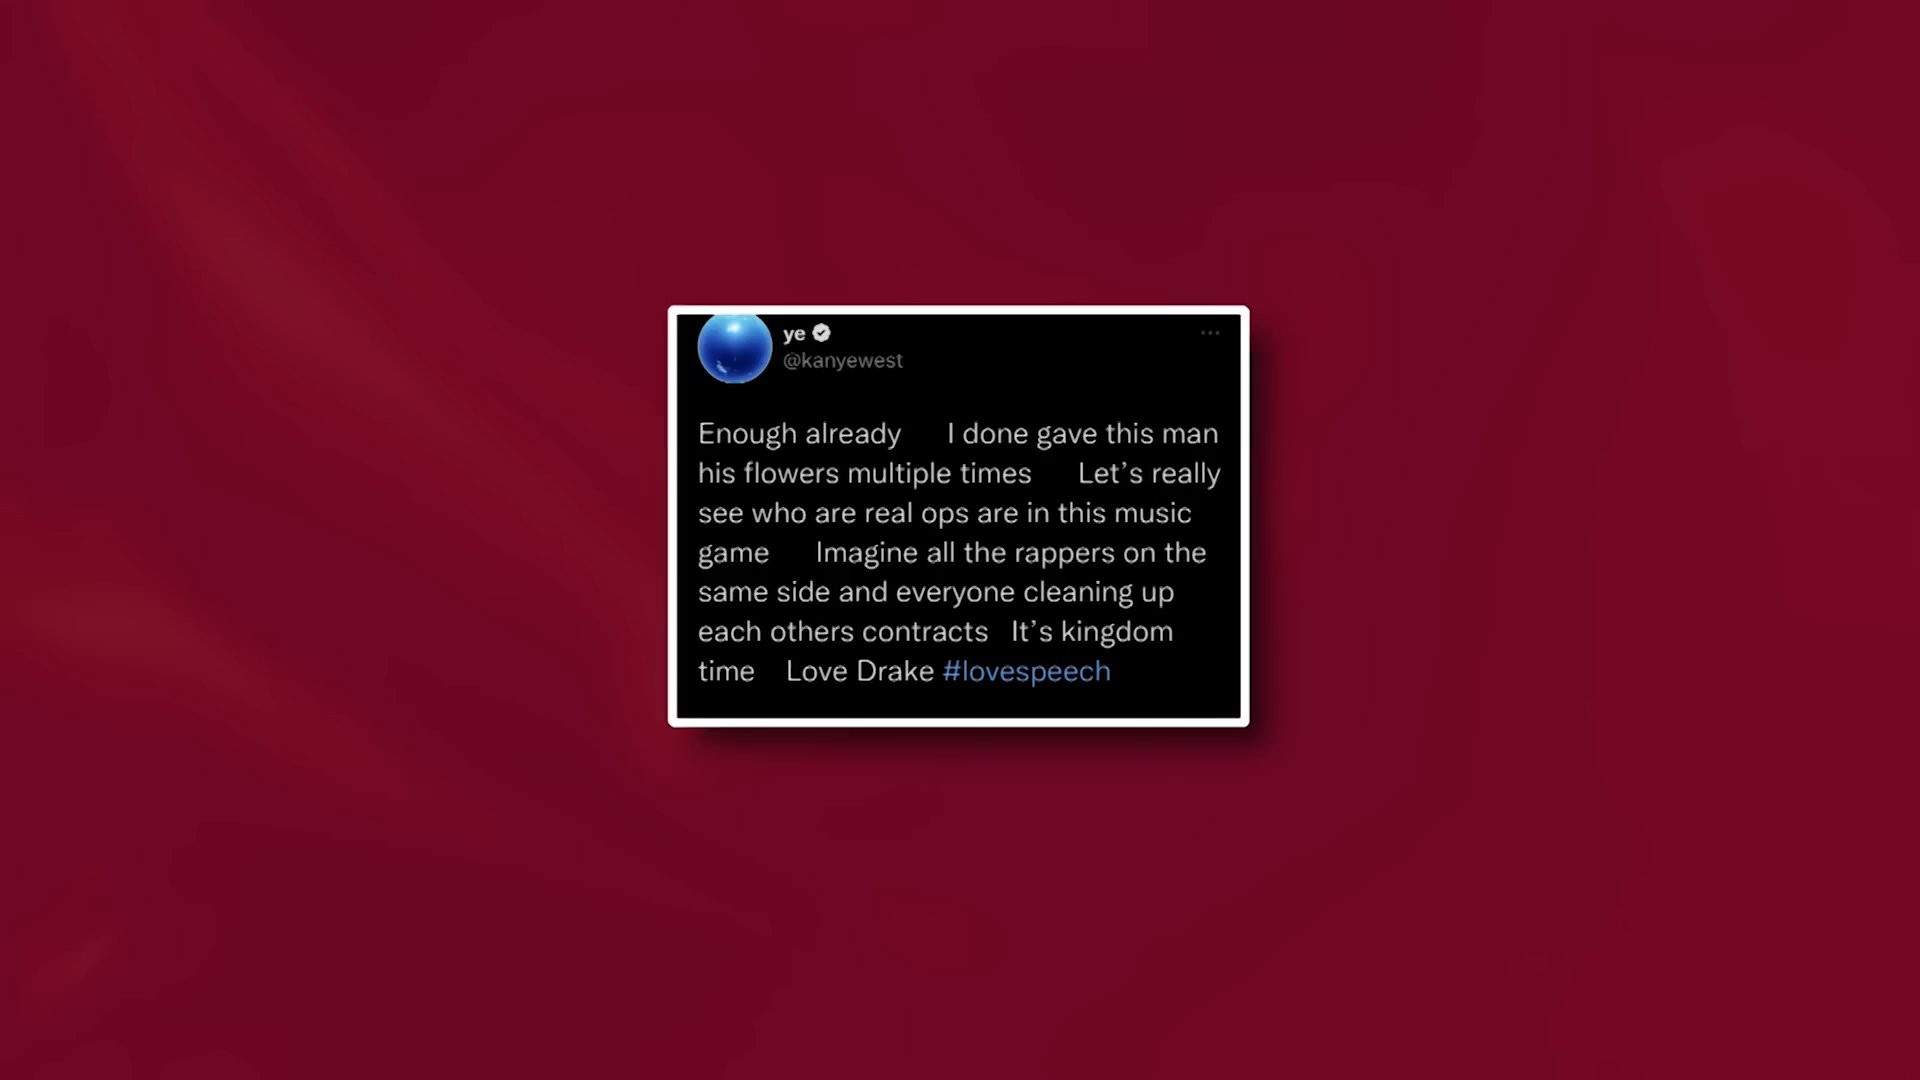 ye
@kanyewest
Enough already I done gave this man
his flowers multiple times Let’s really
see who are real ops are in this music
game Imagine all the rappers on the
same side and everyone cleaning up
each others contracts It’s kingdom
time Love Drake #lovespeech